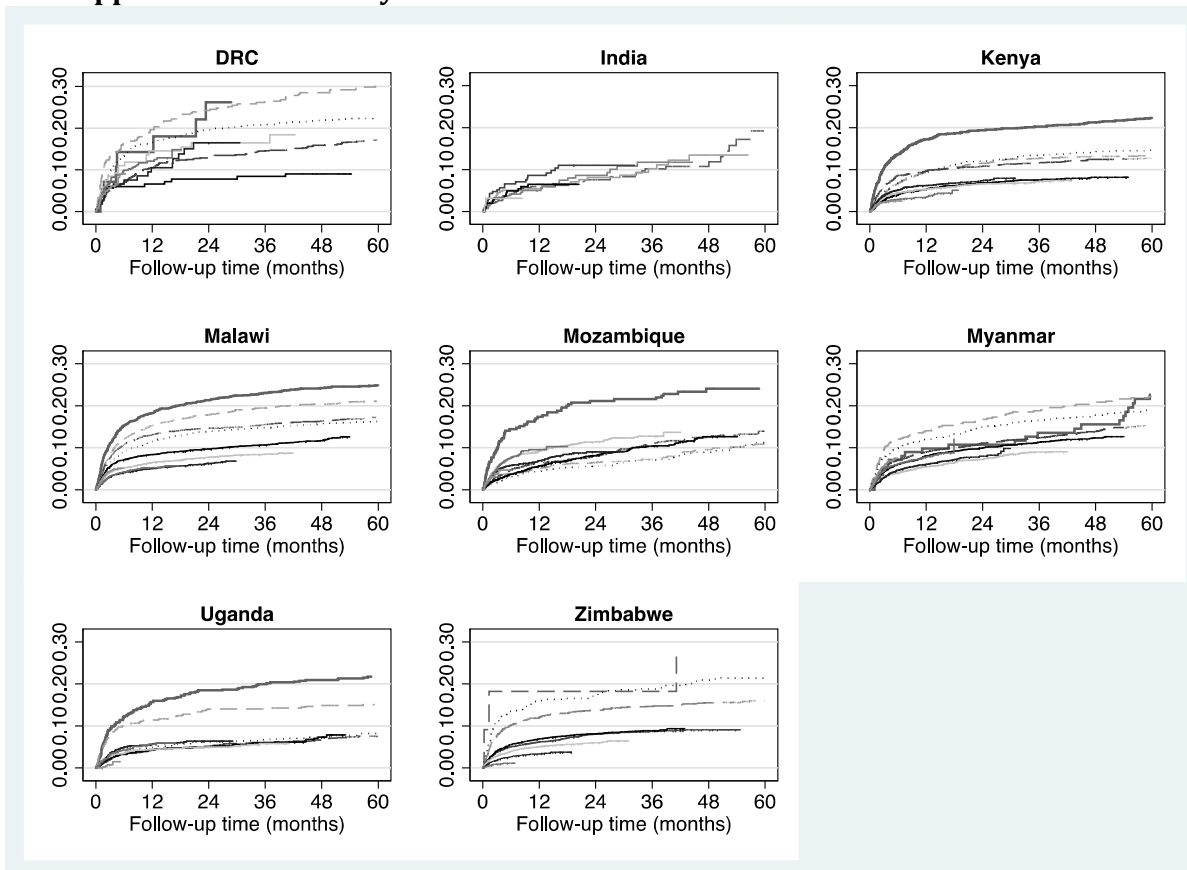 DRC
0.00 0.10 0.20 0.30
0 12 24 36 48 60
Follow-up time (months)
India
0.00 0.10 0.20 0.30
0 12 24 36 48 60
Follow-up time (months)
Kenya
0.00 0.10 0.20 0.30
0 12 24 36 48 60
Follow-up time (months)
Malawi
0.00 0.10 0.20 0.30
0 12 24 36 48 60
Follow-up time (months)
Mozambique
0.00 0.10 0.20 0.30
0 12 24 36 48 60
Follow-up time (months)
Myanmar
0.00 0.10 0.20 0.30
0 12 24 36 48 60
Follow-up time (months)
Uganda
0.00 0.10 0.20 0.30
0 12 24 36 48 60
Follow-up time (months)
Zimbabwe
0.00 0.10 0.20 0.30
0 12 24 36 48 60
Follow-up time (months)